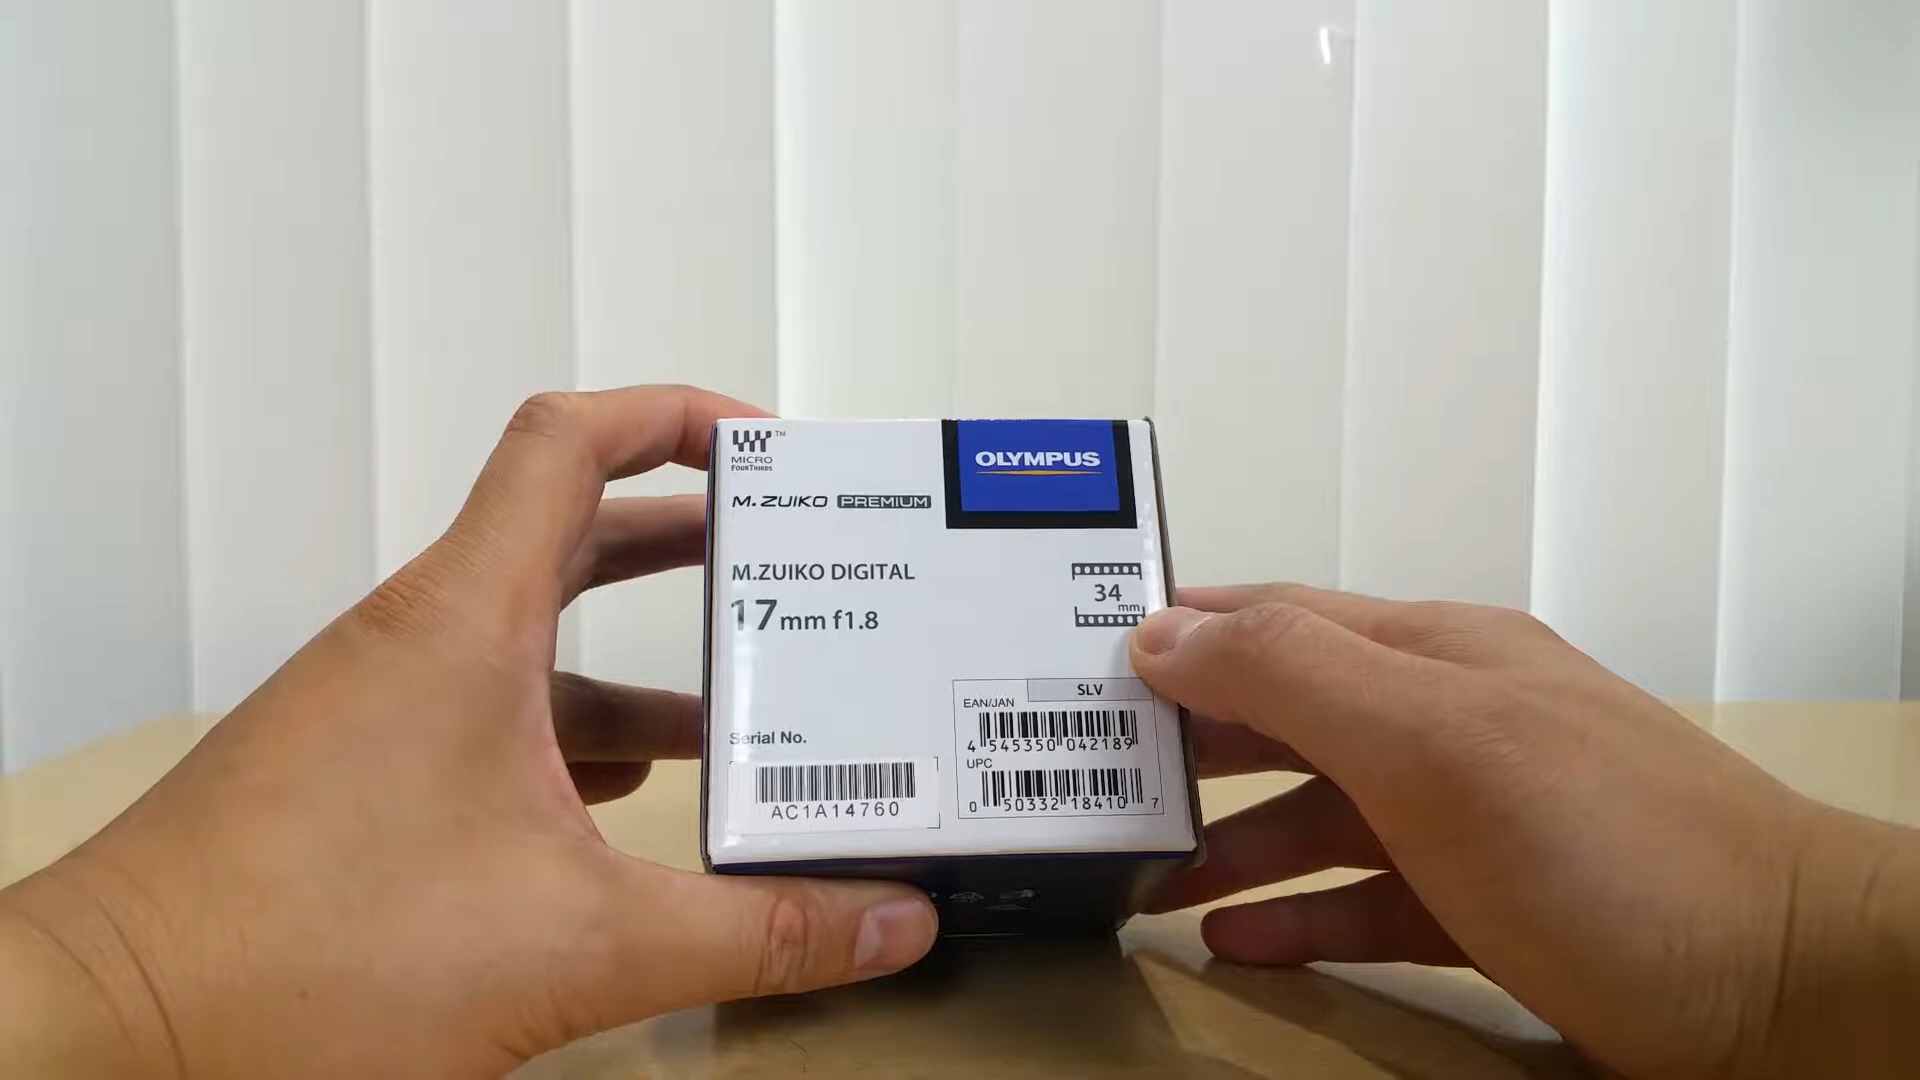 TM
MICRO
FOURTHIRDS
OLYMPUS
M.ZUIKO PREMIUM
M.ZUIKO DIGITAL
17mm f1.8
34
mm
SLV
EAN/JAN
4 545350 042189
UPC
0 50332 18410 7
Serial No.
AC1A14760